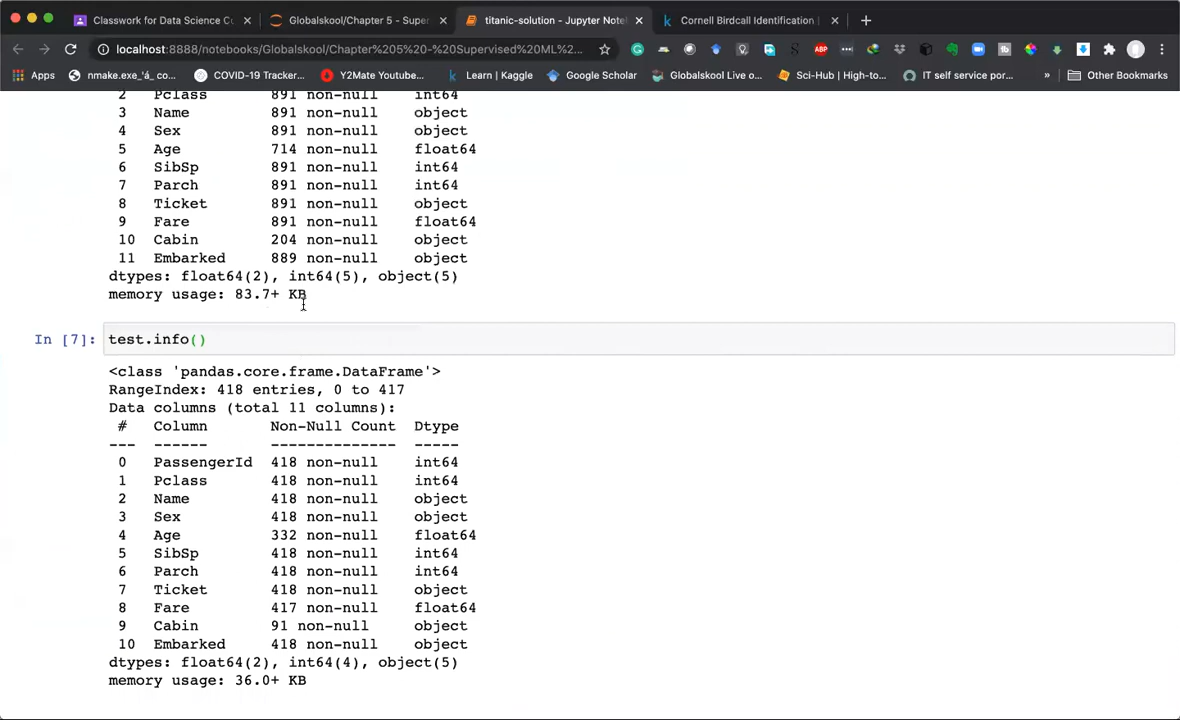 Classwork for Data Science Co
Globalskool/Chapter 5 - Super
titanic-solution - Jupyter Note
Cornell Birdcall Identification
localhost:8888/notebooks/Globalskool/Chapter%205%20-%20Supervised%20ML%2...
Apps
nmake.exe'á_ co...
COVID-19 Tracker...
Y2Mate Youtube...
Learn | Kaggle
Google Scholar
Globalskool Live o...
Sci-Hub | High-to...
IT self service por...
» Other Bookmarks
2 Pclass 891 non-null int64
3 Name 891 non-null object
4 Sex 891 non-null object
5 Age 714 non-null float64
6 SibSp 891 non-null int64
7 Parch 891 non-null int64
8 Ticket 891 non-null object
9 Fare 891 non-null float64
10 Cabin 204 non-null object
11 Embarked 889 non-null object
dtypes: float64(2), int64(5), object(5)
memory usage: 83.7+ KB
In [7]: test.info()
<class 'pandas.core.frame.DataFrame'>
RangeIndex: 418 entries, 0 to 417
Data columns (total 11 columns):
# Column Non-Null Count Dtype
--- ------ -------------- -----
0 PassengerId 418 non-null int64
1 Pclass 418 non-null int64
2 Name 418 non-null object
3 Sex 418 non-null object
4 Age 332 non-null float64
5 SibSp 418 non-null int64
6 Parch 418 non-null int64
7 Ticket 418 non-null object
8 Fare 417 non-null float64
9 Cabin 91 non-null object
10 Embarked 418 non-null object
dtypes: float64(2), int64(4), object(5)
memory usage: 36.0+ KB